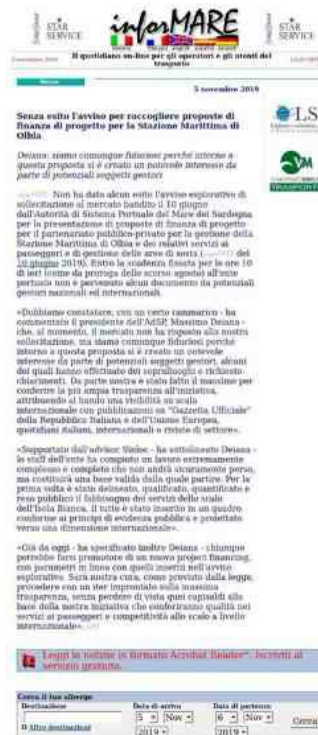 STAR
SERVICE
inforMARE
STAR
SERVICE
Il quotidiano on-line per gli operatori e gli utenti del
trasporto
5 novembre 2019
Senza esito l'avviso per raccogliere proposte di
finanza di progetto per la Stazione Marittima di
Olbia
Deiana: siamo comunque fiduciosi perché intorno a
questa proposta si è creato un notevole interesse da
parte di potenziali soggetti gestori
Non ha dato alcun esito l'avviso esplorativo di
sollecitazione al mercato bandito il 10 giugno
dall'Autorità di Sistema Portuale del Mare dei Sardegna
per la presentazione di proposte di finanza di progetto
per il partenariato pubblico-privato per la gestione della
Stazione Marittima di Olbia e dei relativi servizi ai
passeggeri e di gestione delle aree di sosta ( del
10 giugno 2019). Entro la scadenza fissata per le ore 10
di ieri (come da proroga dello scorso agosto) all'ente
portuale non è pervenuto alcun documento da potenziali
gestori nazionali ed internazionali.
«Dobbiamo constatare, con un certo rammarico - ha
commentato il presidente dell'AdSP, Massimo Deiana -
che, al momento, il mercato non ha risposto alla nostra
sollecitazione, ma siamo comunque fiduciosi perché
intorno a questa proposta si è creato un notevole
interesse da parte di potenziali soggetti gestori, alcuni
dei quali hanno effettuato dei sopralluoghi e richiesto
chiarimenti. Da parte nostra è stato fatto il massimo per
conferire la più ampia trasparenza all'iniziativa,
attribuendo al bando una visibilità su scala
internazionale con pubblicazioni su "Gazzetta Ufficiale"
della Repubblica Italiana e dell'Unione Europea,
quotidiani italiani, internazionali e riviste di settore».
«Supportato dall'advisor Sinloc - ha sottolineato Deiana -
lo staff dell'ente ha compiuto un lavoro estremamente
complesso e completo che non andrà sicuramente perso,
ma costituirà una base valida dalla quale partire. Per la
prima volta è stato delineato, qualificato, quantificato e
reso pubblico il fabbisogno dei servizi dello scalo
dell'Isola Bianca. Il tutto è stato inserito in un quadro
conforme ai principi di evidenza pubblica e proiettato
verso una dimensione internazionale».
«Già da oggi - ha specificato inoltre Deiana - chiunque
potrebbe farsi promotore di un nuovo project financing,
con parametri in linea con quelli inseriti nell'avviso
esplorativo. Sarà nostra cura, come previsto dalla legge,
procedere con un iter improntato sulla massima
trasparenza, senza perdere di vista quei capisaldi alla
base della nostra iniziativa che conferiranno qualità nei
servizi ai passeggeri e competitività allo scalo a livello
internazionale».
Leggi le notizie in formato Acrobat Reader®. Iscriviti al
servizio gratuito.
Cerca il tuo albergo
Destinazione
Data di arrivo
Data di partenza
5 Nov
6 Nov
Cerca
Altre destinazioni
2019
2019